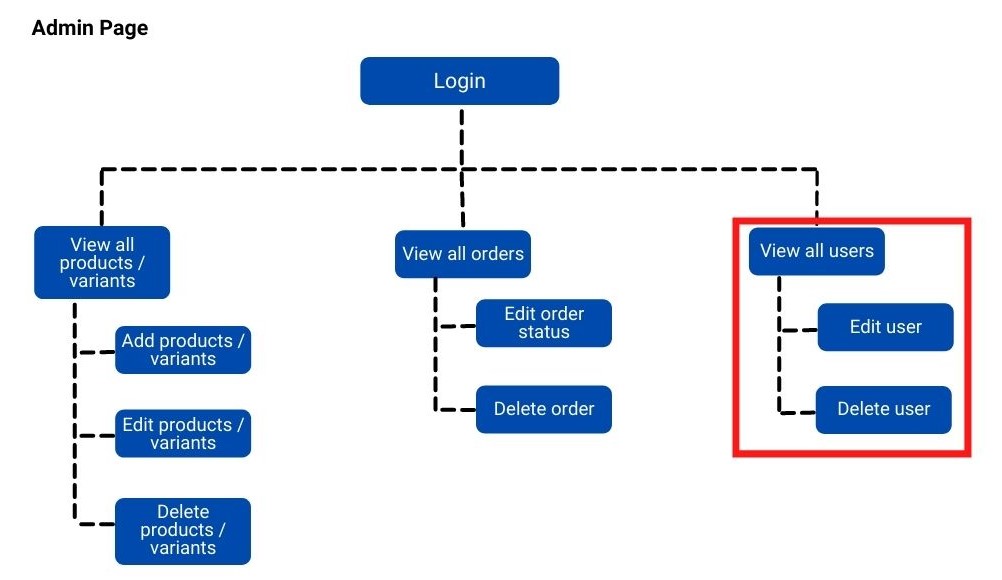 Admin Page
Login
View all
products /
variants
Add products /
variants
Edit products /
variants
Delete
products /
variants
View all orders
Edit order
status
Delete order
View all users
Edit user
Delete user